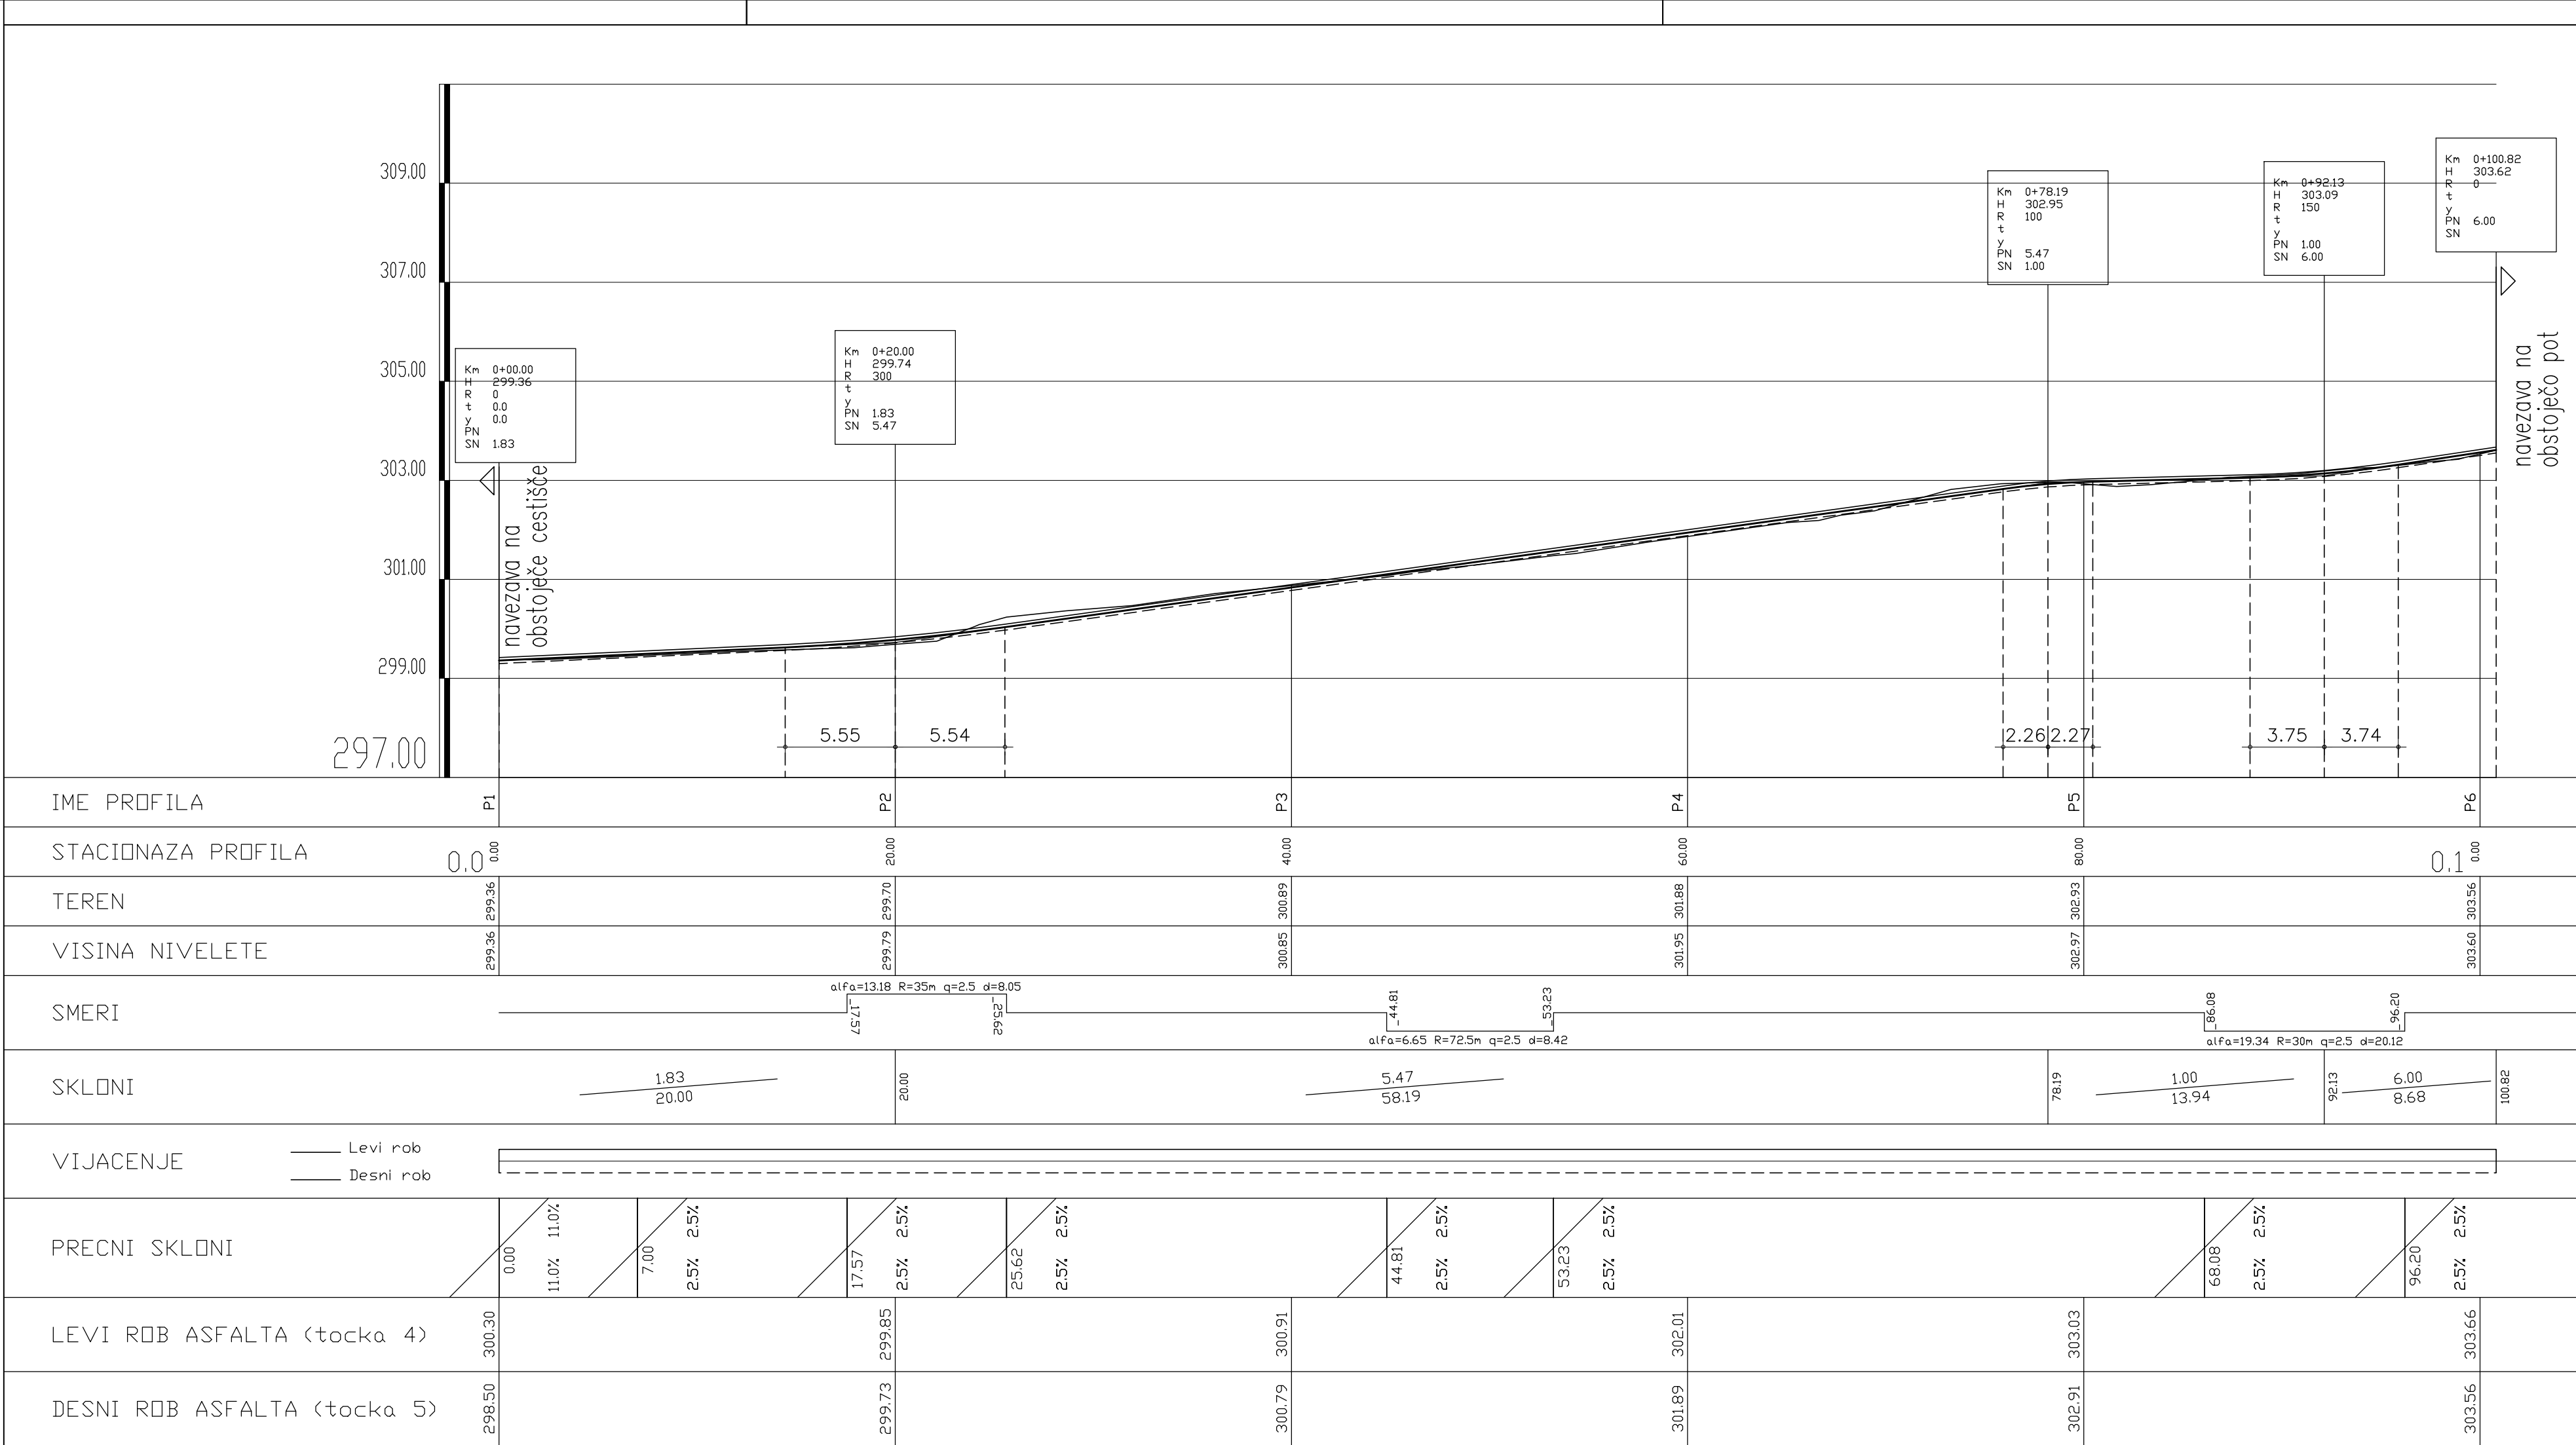 309.00
307.00
305.00
303.00
301.00
299.00
297.00
Km 0+00.00
H 299.36
R 0
t 0.0
y 0.0
PN
SN 1.83
navezava na
obstoječe cestišče
Km 0+20.00
H 299.74
R 300
t
y
PN 1.83
SN 5.47
Km 0+78.19
H 302.95
R 100
t
y
PN 5.47
SN 1.00
Km 0+92.13
H 303.09
R 150
t
y
PN 1.00
SN 6.00
Km 0+100.82
H 303.62
R 0
t
y
PN 6.00
SN
navezava na
obstoječo pot
5.55 5.54 2.26 2.27 3.75 3.74
IME PROFILA P1 P2 P3 P4 P5 P6
STACIONAZA PROFILA 0.0 0.00 20.00 40.00 60.00 80.00 0.1 0.00
TEREN 299.36 299.70 300.89 301.88 302.93 303.56
VISINA NIVELETE 299.36 299.79 300.85 301.95 302.97 303.60
SMERI
alfa=13.18 R=35m q=2.5 d=8.05
17.57 25.62
44.81 53.23
alfa=6.65 R=72.5m q=2.5 d=8.42
86.08 96.20
alfa=19.34 R=30m q=2.5 d=20.12
SKLONI
1.83
20.00
20.00
5.47
58.19
78.19
1.00
13.94
92.13
6.00
8.68
100.82
VIJACENJE
Levi rob
Desni rob
PRECNI SKLONI
0.00 11.0% 11.0%
7.00 2.5% 2.5%
17.57 2.5% 2.5%
25.62 2.5% 2.5%
44.81 2.5% 2.5%
53.23 2.5% 2.5%
68.08 2.5% 2.5%
96.20 2.5% 2.5%
LEVI ROB ASFALTA (tocka 4) 300.30 299.85 300.91 302.01 303.03 303.66
DESNI ROB ASFALTA (tocka 5) 298.50 299.73 300.79 301.89 302.91 303.56